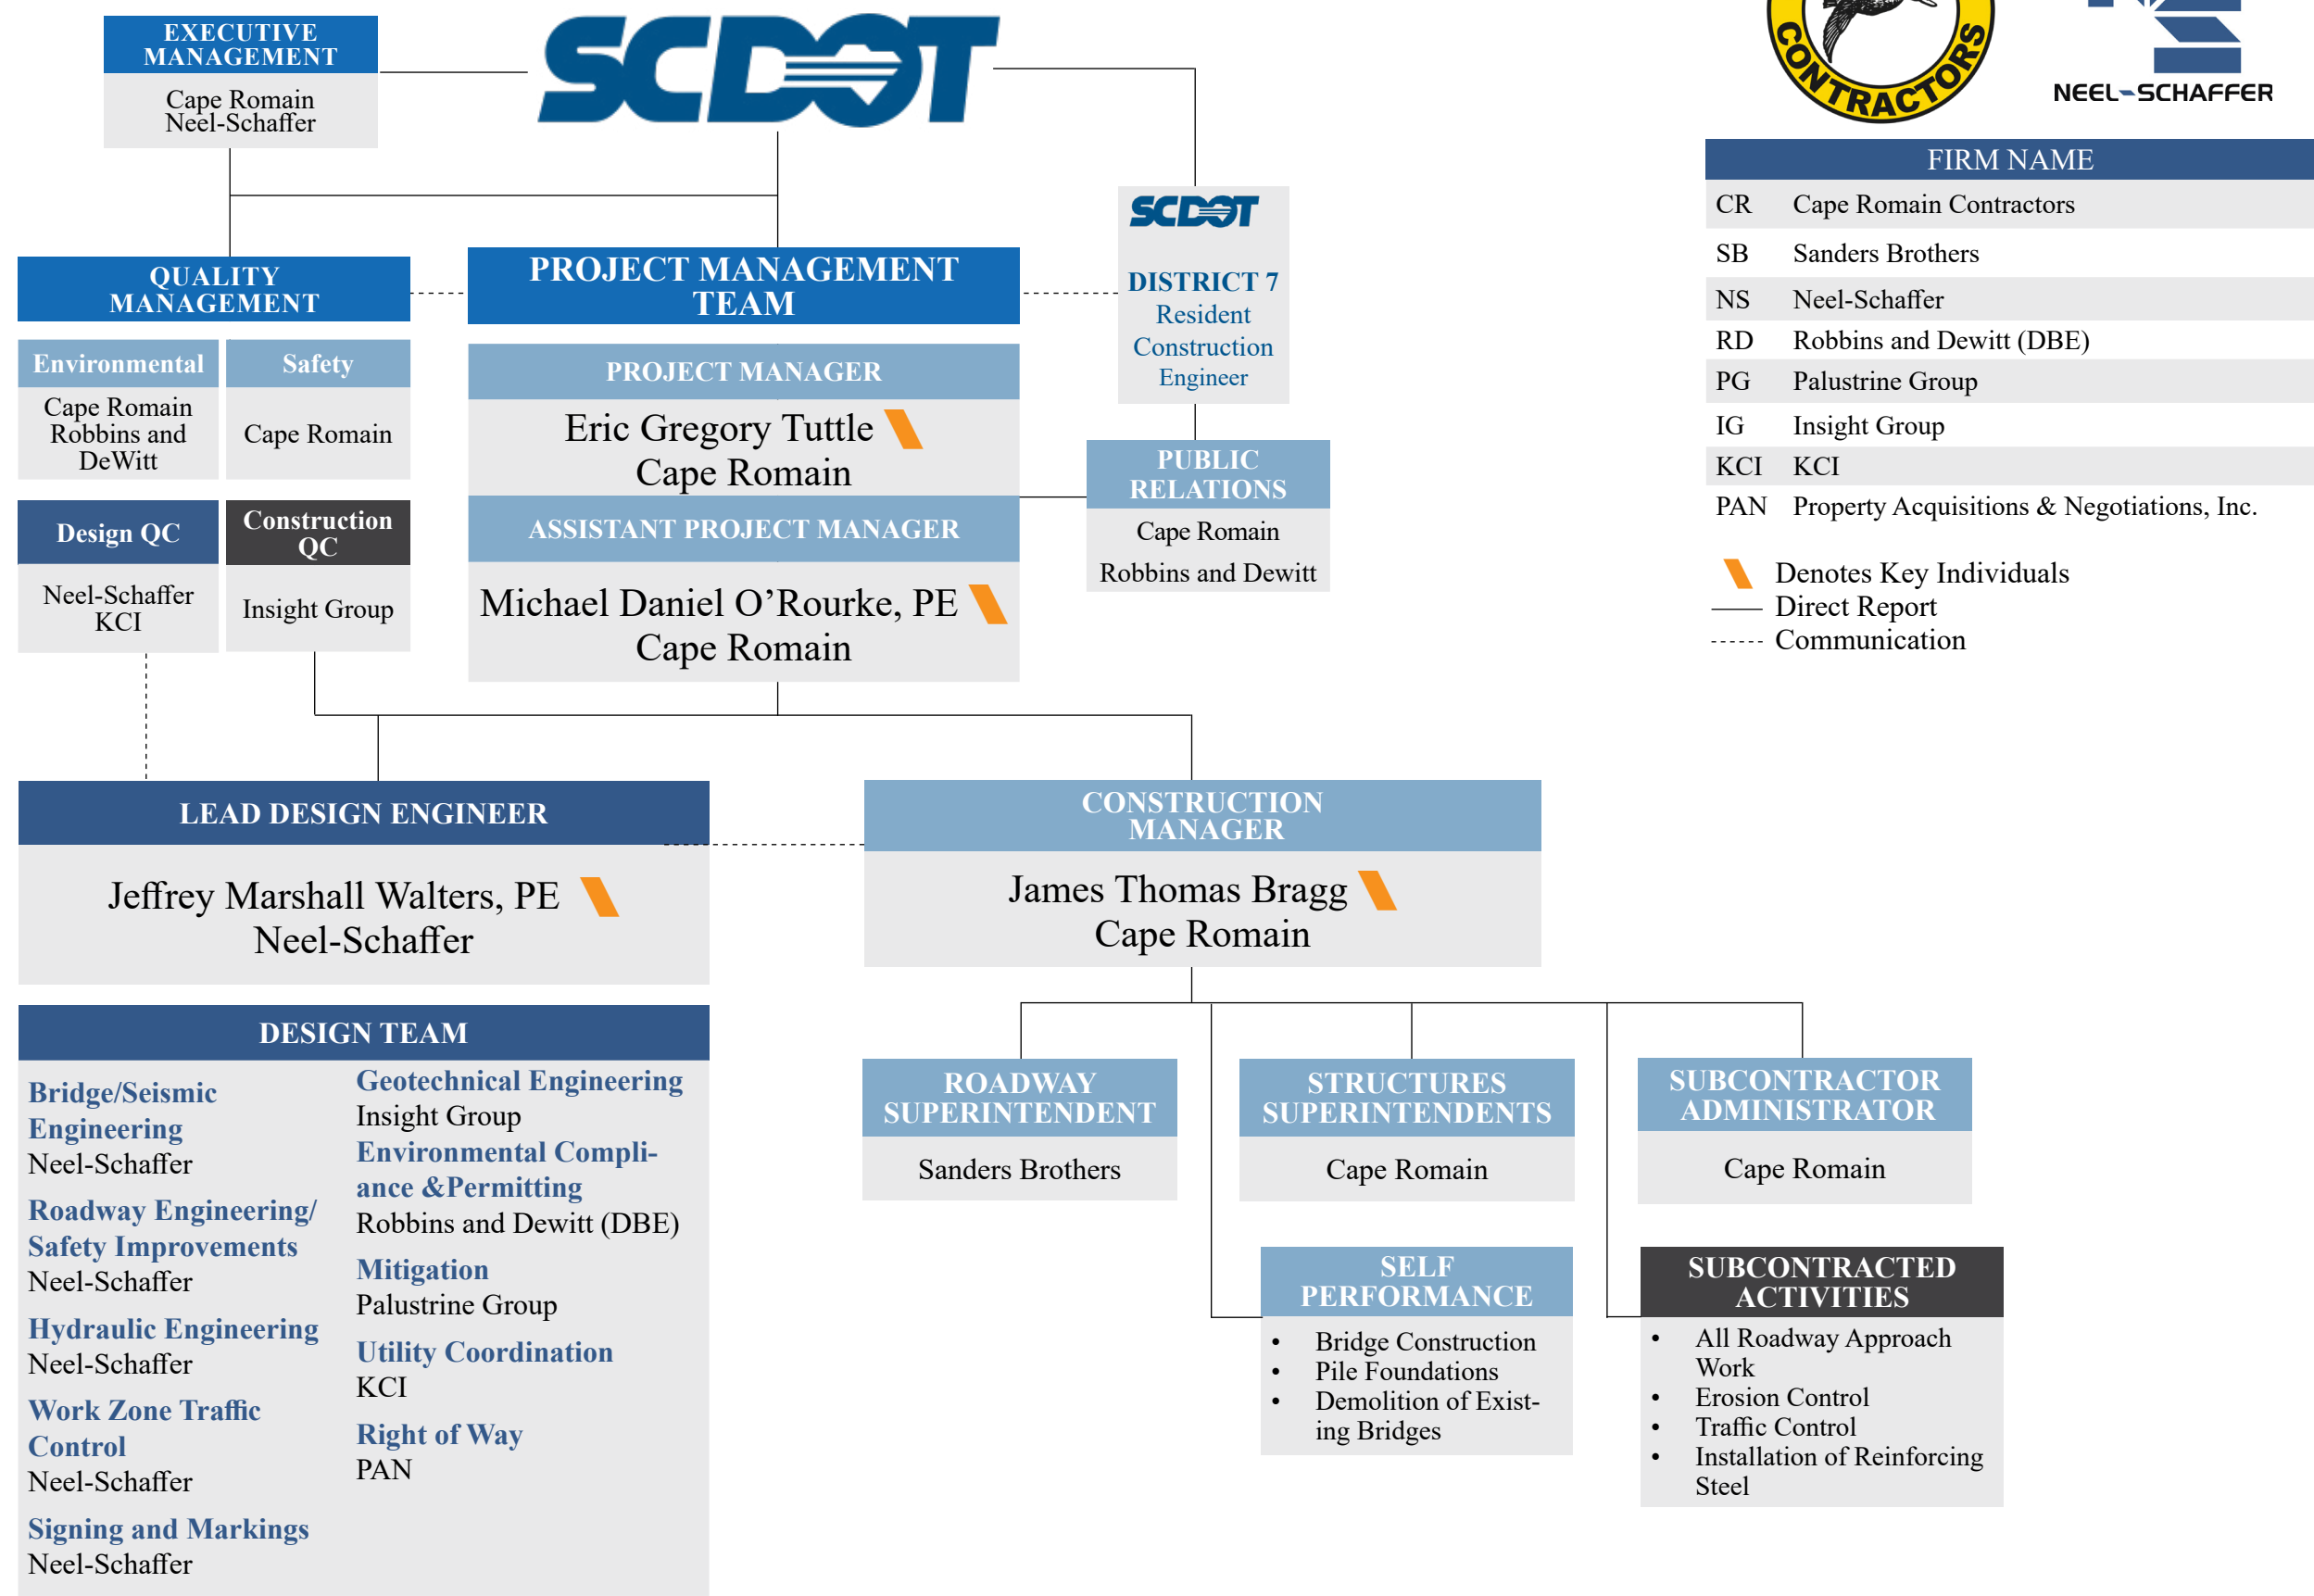 EXECUTIVE
MANAGEMENT
Cape Romain
Neel-Schaffer
SCDOT
CONTRACTORS
NEEL-SCHAFFER
FIRM NAME
CR Cape Romain Contractors
SB Sanders Brothers
NS Neel-Schaffer
RD Robbins and Dewitt (DBE)
PG Palustrine Group
IG Insight Group
KCI KCI
PAN Property Acquisitions & Negotiations, Inc.
Denotes Key Individuals
Direct Report
Communication
QUALITY
MANAGEMENT
Environmental
Cape Romain
Robbins and
DeWitt
Safety
Cape Romain
Design QC
Neel-Schaffer
KCI
Construction
QC
Insight Group
PROJECT MANAGEMENT
TEAM
PROJECT MANAGER
Eric Gregory Tuttle
Cape Romain
ASSISTANT PROJECT MANAGER
Michael Daniel O’Rourke, PE
Cape Romain
SCDOT
DISTRICT 7
Resident
Construction
Engineer
PUBLIC
RELATIONS
Cape Romain
Robbins and Dewitt
LEAD DESIGN ENGINEER
Jeffrey Marshall Walters, PE
Neel-Schaffer
CONSTRUCTION
MANAGER
James Thomas Bragg
Cape Romain
DESIGN TEAM
Bridge/Seismic
Engineering
Neel-Schaffer
Roadway Engineering/
Safety Improvements
Neel-Schaffer
Hydraulic Engineering
Neel-Schaffer
Work Zone Traffic
Control
Neel-Schaffer
Signing and Markings
Neel-Schaffer
Geotechnical Engineering
Insight Group
Environmental Compli-
ance &Permitting
Robbins and Dewitt (DBE)
Mitigation
Palustrine Group
Utility Coordination
KCI
Right of Way
PAN
ROADWAY
SUPERINTENDENT
Sanders Brothers
STRUCTURES
SUPERINTENDENTS
Cape Romain
SUBCONTRACTOR
ADMINISTRATOR
Cape Romain
SELF
PERFORMANCE
• Bridge Construction
• Pile Foundations
• Demolition of Exist-
ing Bridges
SUBCONTRACTED
ACTIVITIES
• All Roadway Approach
Work
• Erosion Control
• Traffic Control
• Installation of Reinforcing
Steel